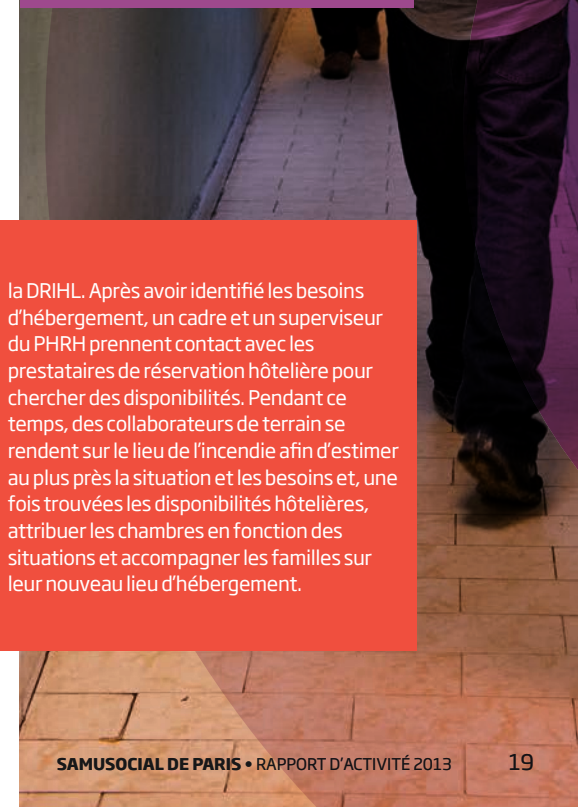 la DRIHL. Après avoir identifié les besoins
d'hébergement, un cadre et un superviseur
du PHRH prennent contact avec les
prestataires de réservation hôtelière pour
chercher des disponibilités. Pendant ce
temps, des collaborateurs de terrain se
rendent sur le lieu de l'incendie afin d'estimer
au plus près la situation et les besoins et, une
fois trouvées les disponibilités hôtelières,
attribuer les chambres en fonction des
situations et accompagner les familles sur
leur nouveau lieu d'hébergement.
SAMUSOCIAL DE PARIS • RAPPORT D'ACTIVITÉ 2013 19